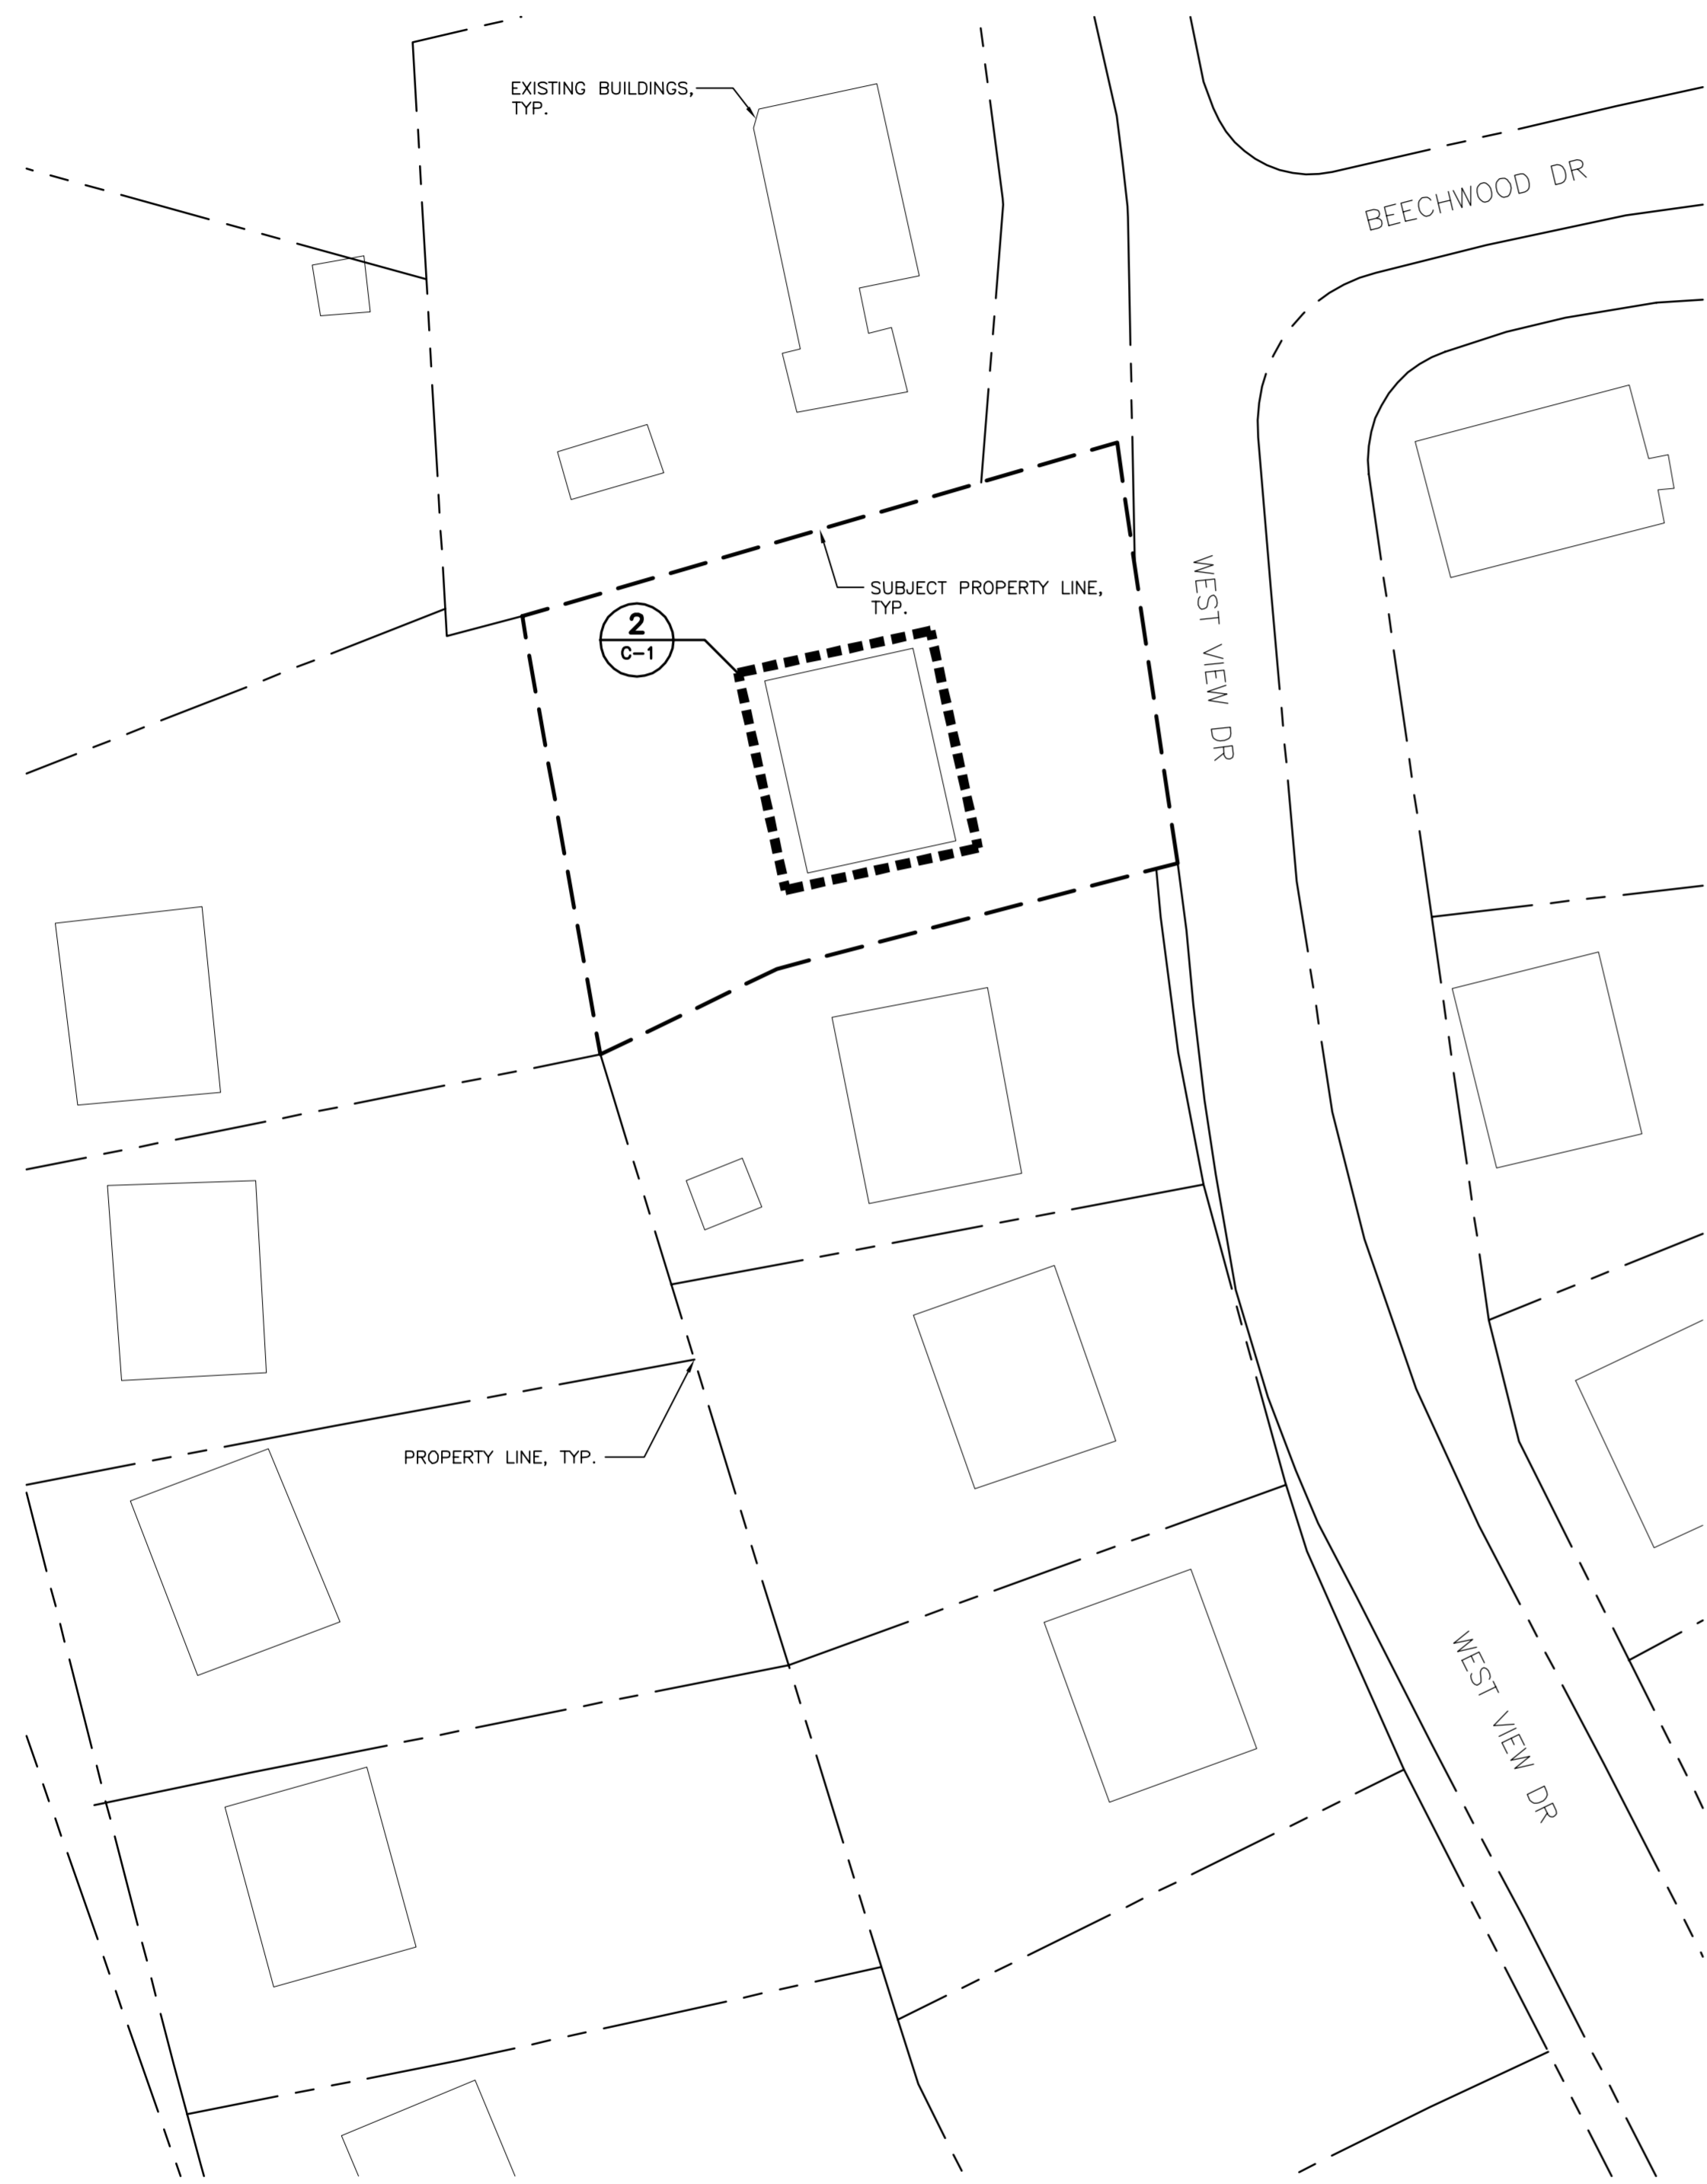 EXISTING BUILDINGS,
TYP.
BEECHWOOD DR
SUBJECT PROPERTY LINE,
TYP.
2
C-1
WEST VIEW DR
PROPERTY LINE, TYP.
WEST VIEW DR